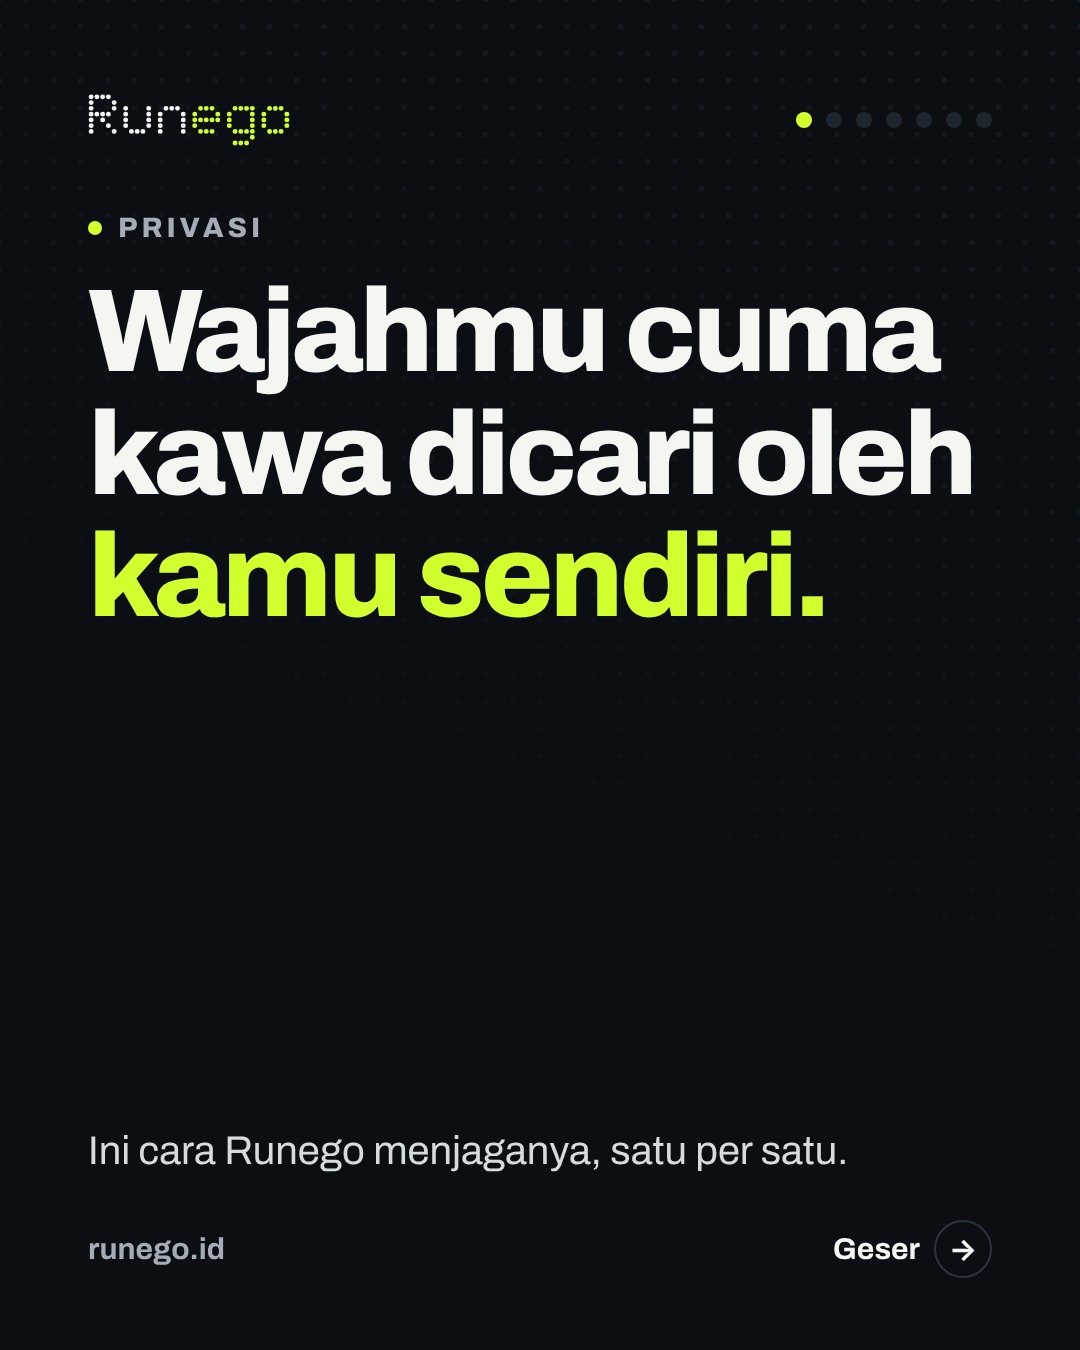 Runego
PRIVASI
Wajahmu cuma
kawa dicari oleh
kamu sendiri.
Ini cara Runego menjaganya, satu per satu.
runego.id
Geser